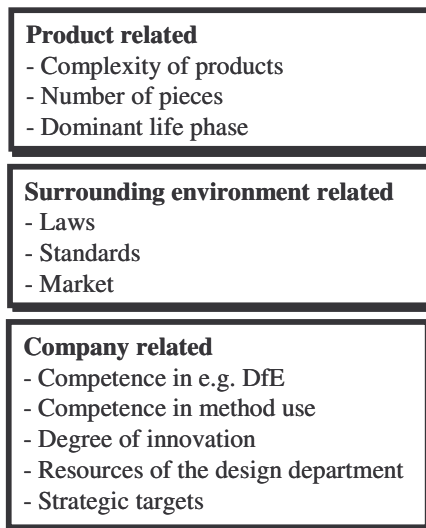 Product related
- Complexity of products
- Number of pieces
- Dominant life phase
Surrounding environment related
- Laws
- Standards
- Market
Company related
- Competence in e.g. DfE
- Competence in method use
- Degree of innovation
- Resources of the design department
- Strategic targets